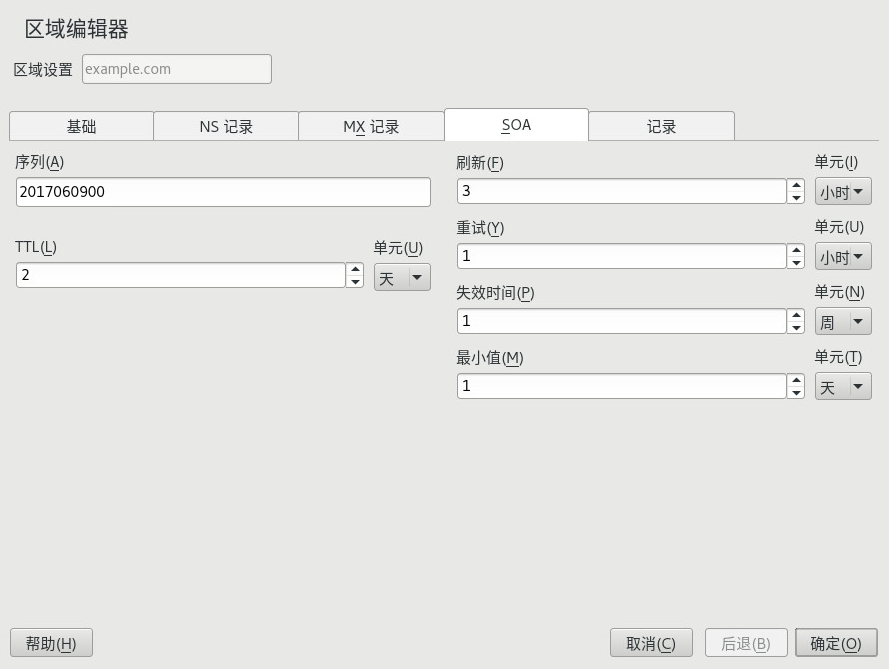 区域编辑器
区域设置 example.com
基础 NS 记录 MX 记录 SOA 记录
序列(A)
2017060900
TTL(L) 单元(U)
2 天
刷新(F) 单元(I)
3 小时
重试(Y) 单元(U)
1 小时
失效时间(P) 单元(N)
1 周
最小值(M) 单元(T)
1 天
帮助(H) 取消(C) 后退(B) 确定(O)